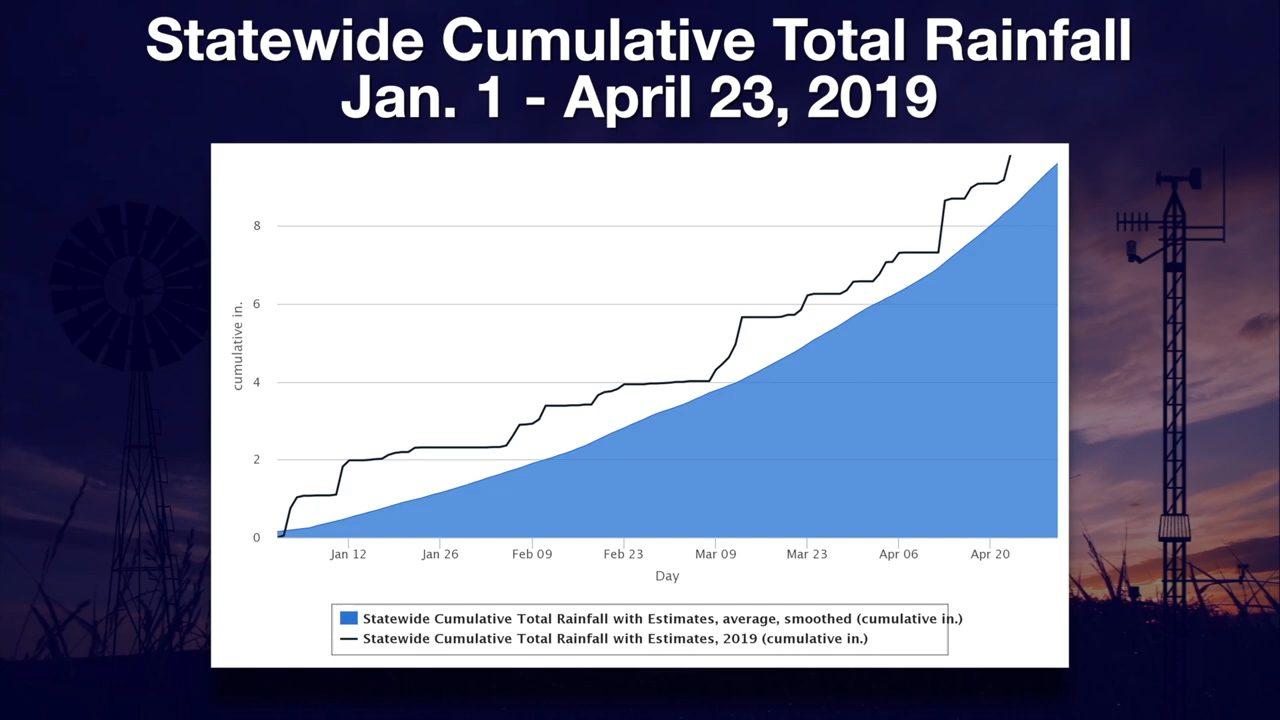 Statewide Cumulative Total Rainfall
Jan. 1 - April 23, 2019
8
6
4
2
0
cumulative in.
Jan 12 Jan 26 Feb 09 Feb 23 Mar 09 Mar 23 Apr 06 Apr 20
Day
Statewide Cumulative Total Rainfall with Estimates, average, smoothed (cumulative in.)
Statewide Cumulative Total Rainfall with Estimates, 2019 (cumulative in.)